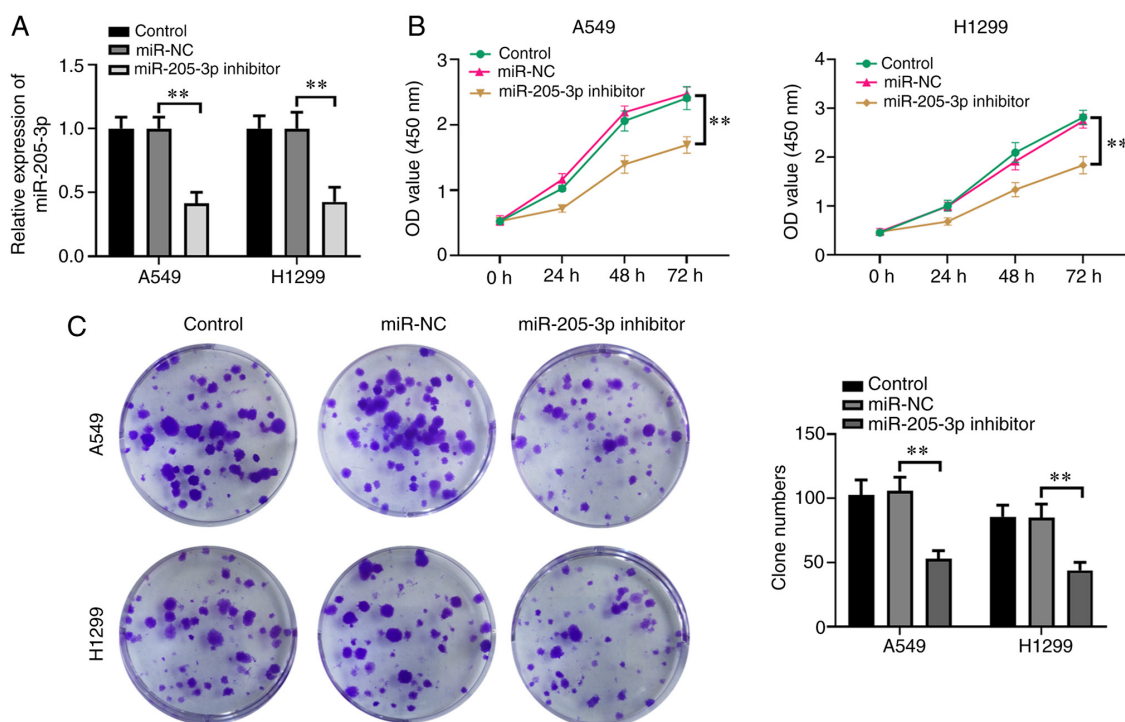 A
Control
miR-NC
miR-205-3p inhibitor
Relative expression of
miR-205-3p
1.5
1.0
0.5
0.0
**
**
A549
H1299
B
A549
Control
miR-NC
miR-205-3p inhibitor
OD value (450 nm)
3
2
1
0
**
0 h
24 h
48 h
72 h
H1299
Control
miR-NC
miR-205-3p inhibitor
OD value (450 nm)
4
3
2
1
0
**
0 h
24 h
48 h
72 h
C
Control
miR-NC
miR-205-3p inhibitor
A549
H1299
Control
miR-NC
miR-205-3p inhibitor
Clone numbers
150
100
50
0
**
**
A549
H1299